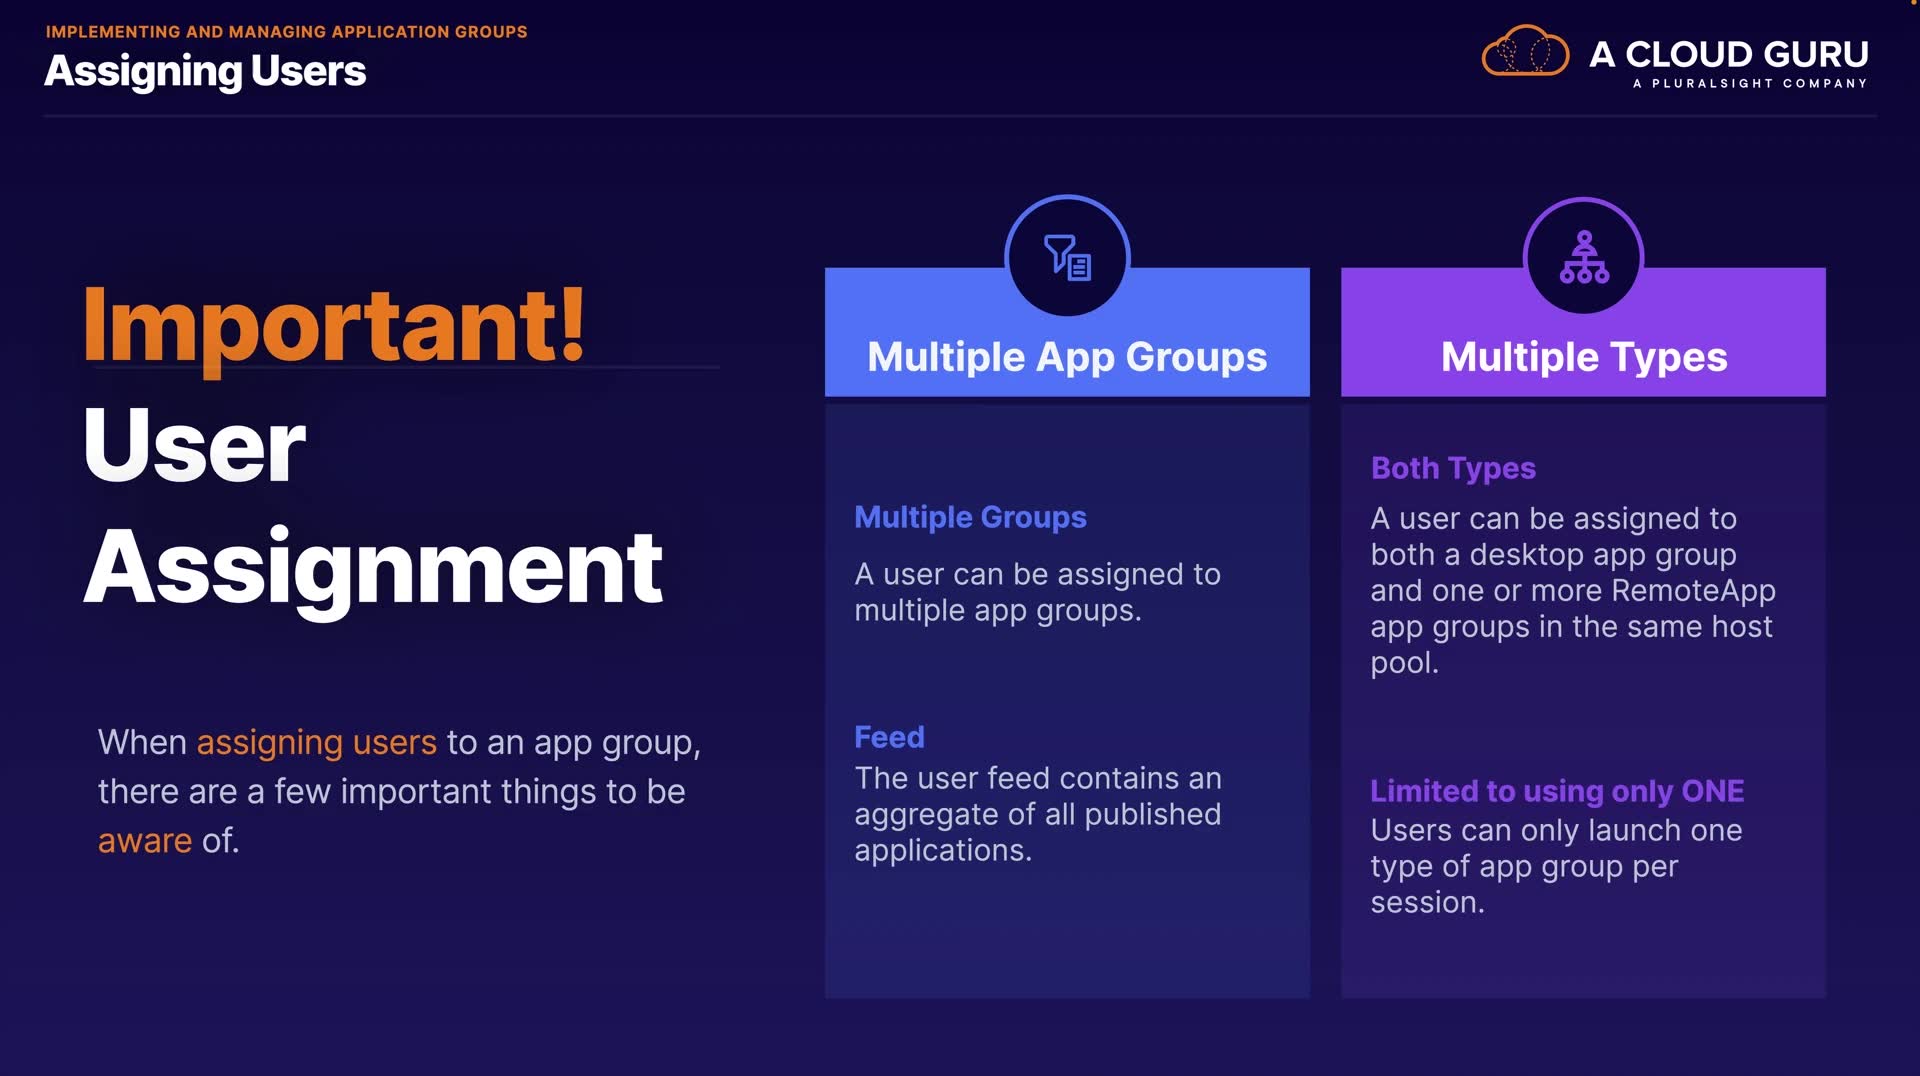 IMPLEMENTING AND MANAGING APPLICATION GROUPS
Assigning Users
A CLOUD GURU
A PLURALSIGHT COMPANY
Important!
User
Assignment
When assigning users to an app group,
there are a few important things to be
aware of.
Multiple App Groups
Multiple Groups
A user can be assigned to
multiple app groups.
Feed
The user feed contains an
aggregate of all published
applications.
Multiple Types
Both Types
A user can be assigned to
both a desktop app group
and one or more RemoteApp
app groups in the same host
pool.
Limited to using only ONE
Users can only launch one
type of app group per
session.